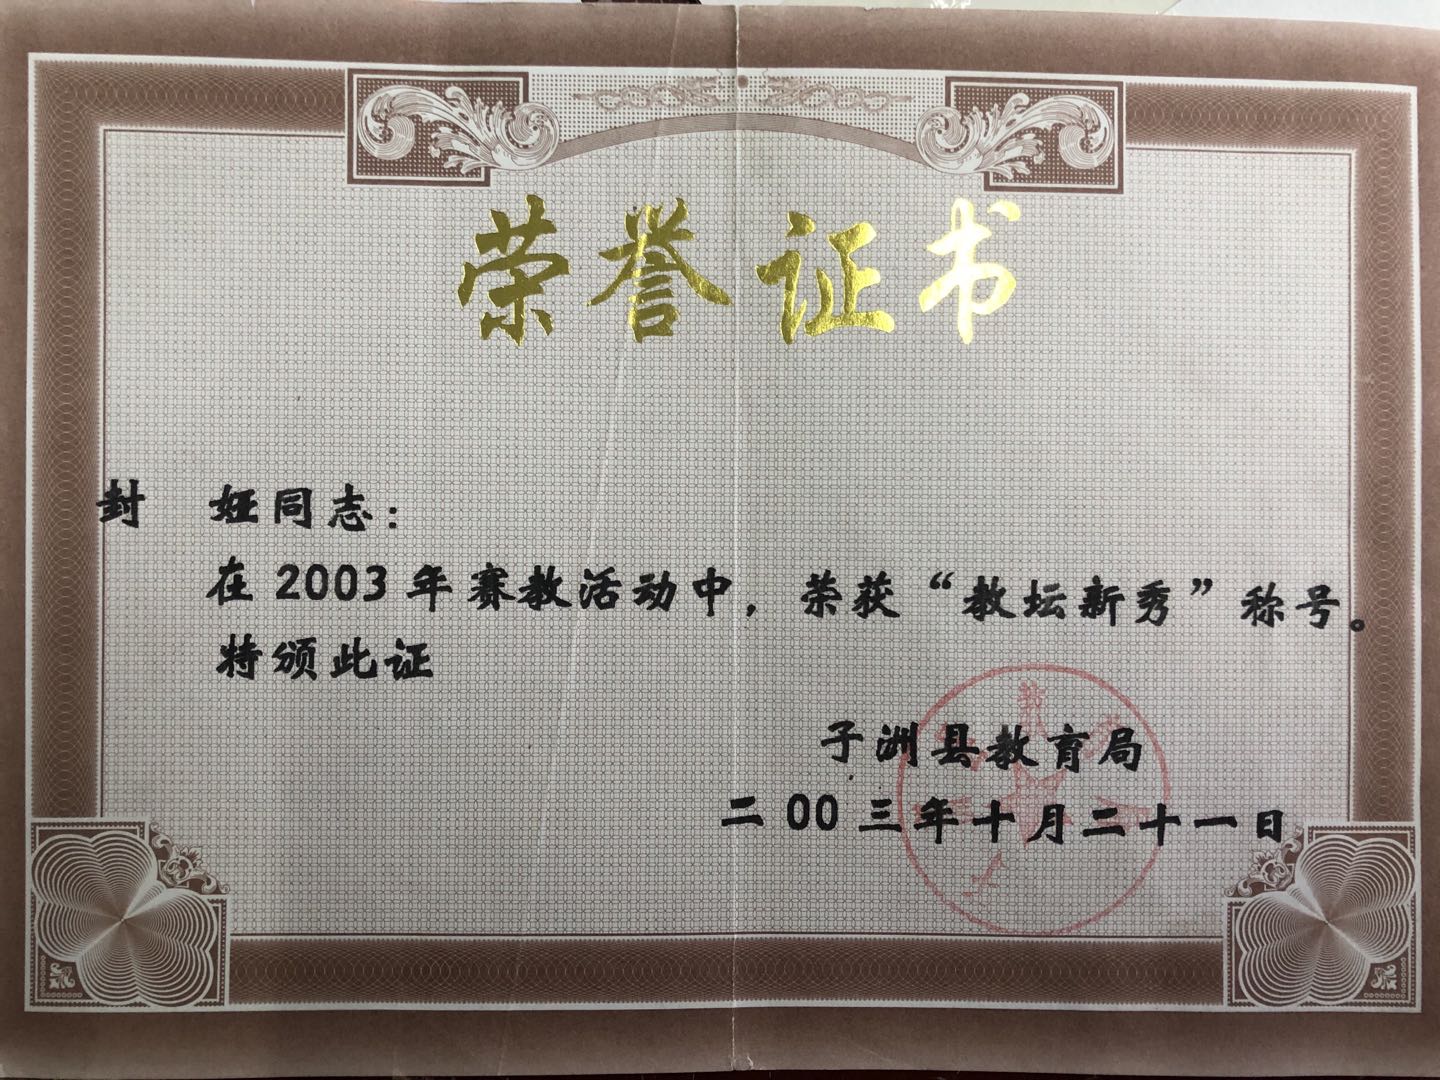 荣誉证书
封 娅同志：
在2003年赛教活动中，荣获“教坛新秀”称号。
特颁此证
子洲县教育局
二00三年十月二十一日